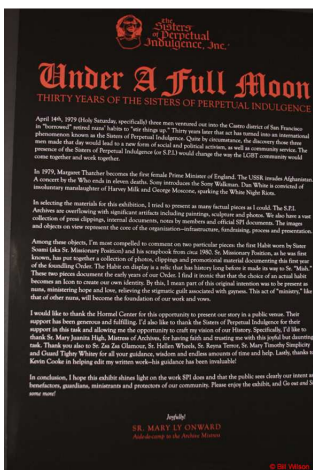 The
Sisters
of Perpetual
Indulgence, Inc.
Under A Full Moon
THIRTY YEARS OF THE SISTERS OF PERPETUAL INDULGENCE
April 14th, 1979 (Holy Saturday, specifically) three men ventured out into the Castro district of San Francisco
in "borrowed" retired nuns' habits to "stir things up." Thirty years later that act has turned into an international
phenomenon known as the Sisters of Perpetual Indulgence. Quite by circumstance, the discovery those three
men made that day would lead to a new form of social and political activism, as well as community service. The
presence of the Sisters of Perpetual Indulgence (or S.P.I.) would change the way the LGBT community would
come together and work together.
In 1979, Margaret Thatcher becomes the first female Prime Minister of England. The USSR invades Afghanistan.
A concert by the Who ends in eleven deaths. Sony introduces the Sony Walkman. Dan White is convicted of
involuntary manslaughter of Harvey Milk and George Moscone, sparking the White Night Riots.
In selecting the materials for this exhibition, I tried to present as many factual pieces as I could. The S.P.I.
Archives are overflowing with significant artifacts including paintings, sculpture and photos. We also have a vast
collection of press clippings, internal documents, notes by members and official SPI documents. The images
and objects on view represent the core of the organization—infrastructure, fundraising, process and presentation.
Among these objects, I'm most compelled to comment on two particular pieces: the first Habit worn by Sister
Soami (aka Sr. Missionary Position) and his scrapbook from circa 1980. Sr. Missionary Position, as he was first
known, has put together a collection of photos, clippings and promotional material documenting this first year
of the founding Order. The Habit on display is a relic that has history long before it made its way to Sr. "Mish."
These two pieces document the early years of our Order. I find it ironic that that the choice of an actual habit
becomes an Icon to create our own identity. By this, I mean part of this original intention was to present as
nuns, ministering hope and love, relieving the stigmatic guilt associated with gayness. This act of "ministry," like
that of other nuns, will become the foundation of our work and vows.
I would like to thank the Hormel Center for this opportunity to present our story in a public venue. Their
support has been generous and fulfilling. I'd also like to thank the Sisters of Perpetual Indulgence for their
support in this task and allowing me the opportunity to craft my vision of our History. Specifically, I'd like to
thank Sr. Mary Juanita High, Mistress of Archives, for having faith and trusting me with this joyful but daunting
task. Thank you also to Sr. Zsa Zsa Glamour, Sr. Hellen Wheels, Sr. Reyna Terror, Sr. Mary Timothy Simplicity
and Guard Tighty Whitey for all your guidance, wisdom and endless amounts of time and help. Lastly, thanks to
Kevin Cooke in helping edit my written work—his guidance has been invaluable!
In conclusion, I hope this exhibit shines light on the work SPI does and that the public sees clearly our intent as
benefactors, guardians, ministers and protectors of our community. Please enjoy the exhibit, and Go out and
some more!
Joyfully!
SR. MARY LY ONWARD
Aide-de-camp to the Archiva Mistress
© Bill Wilson